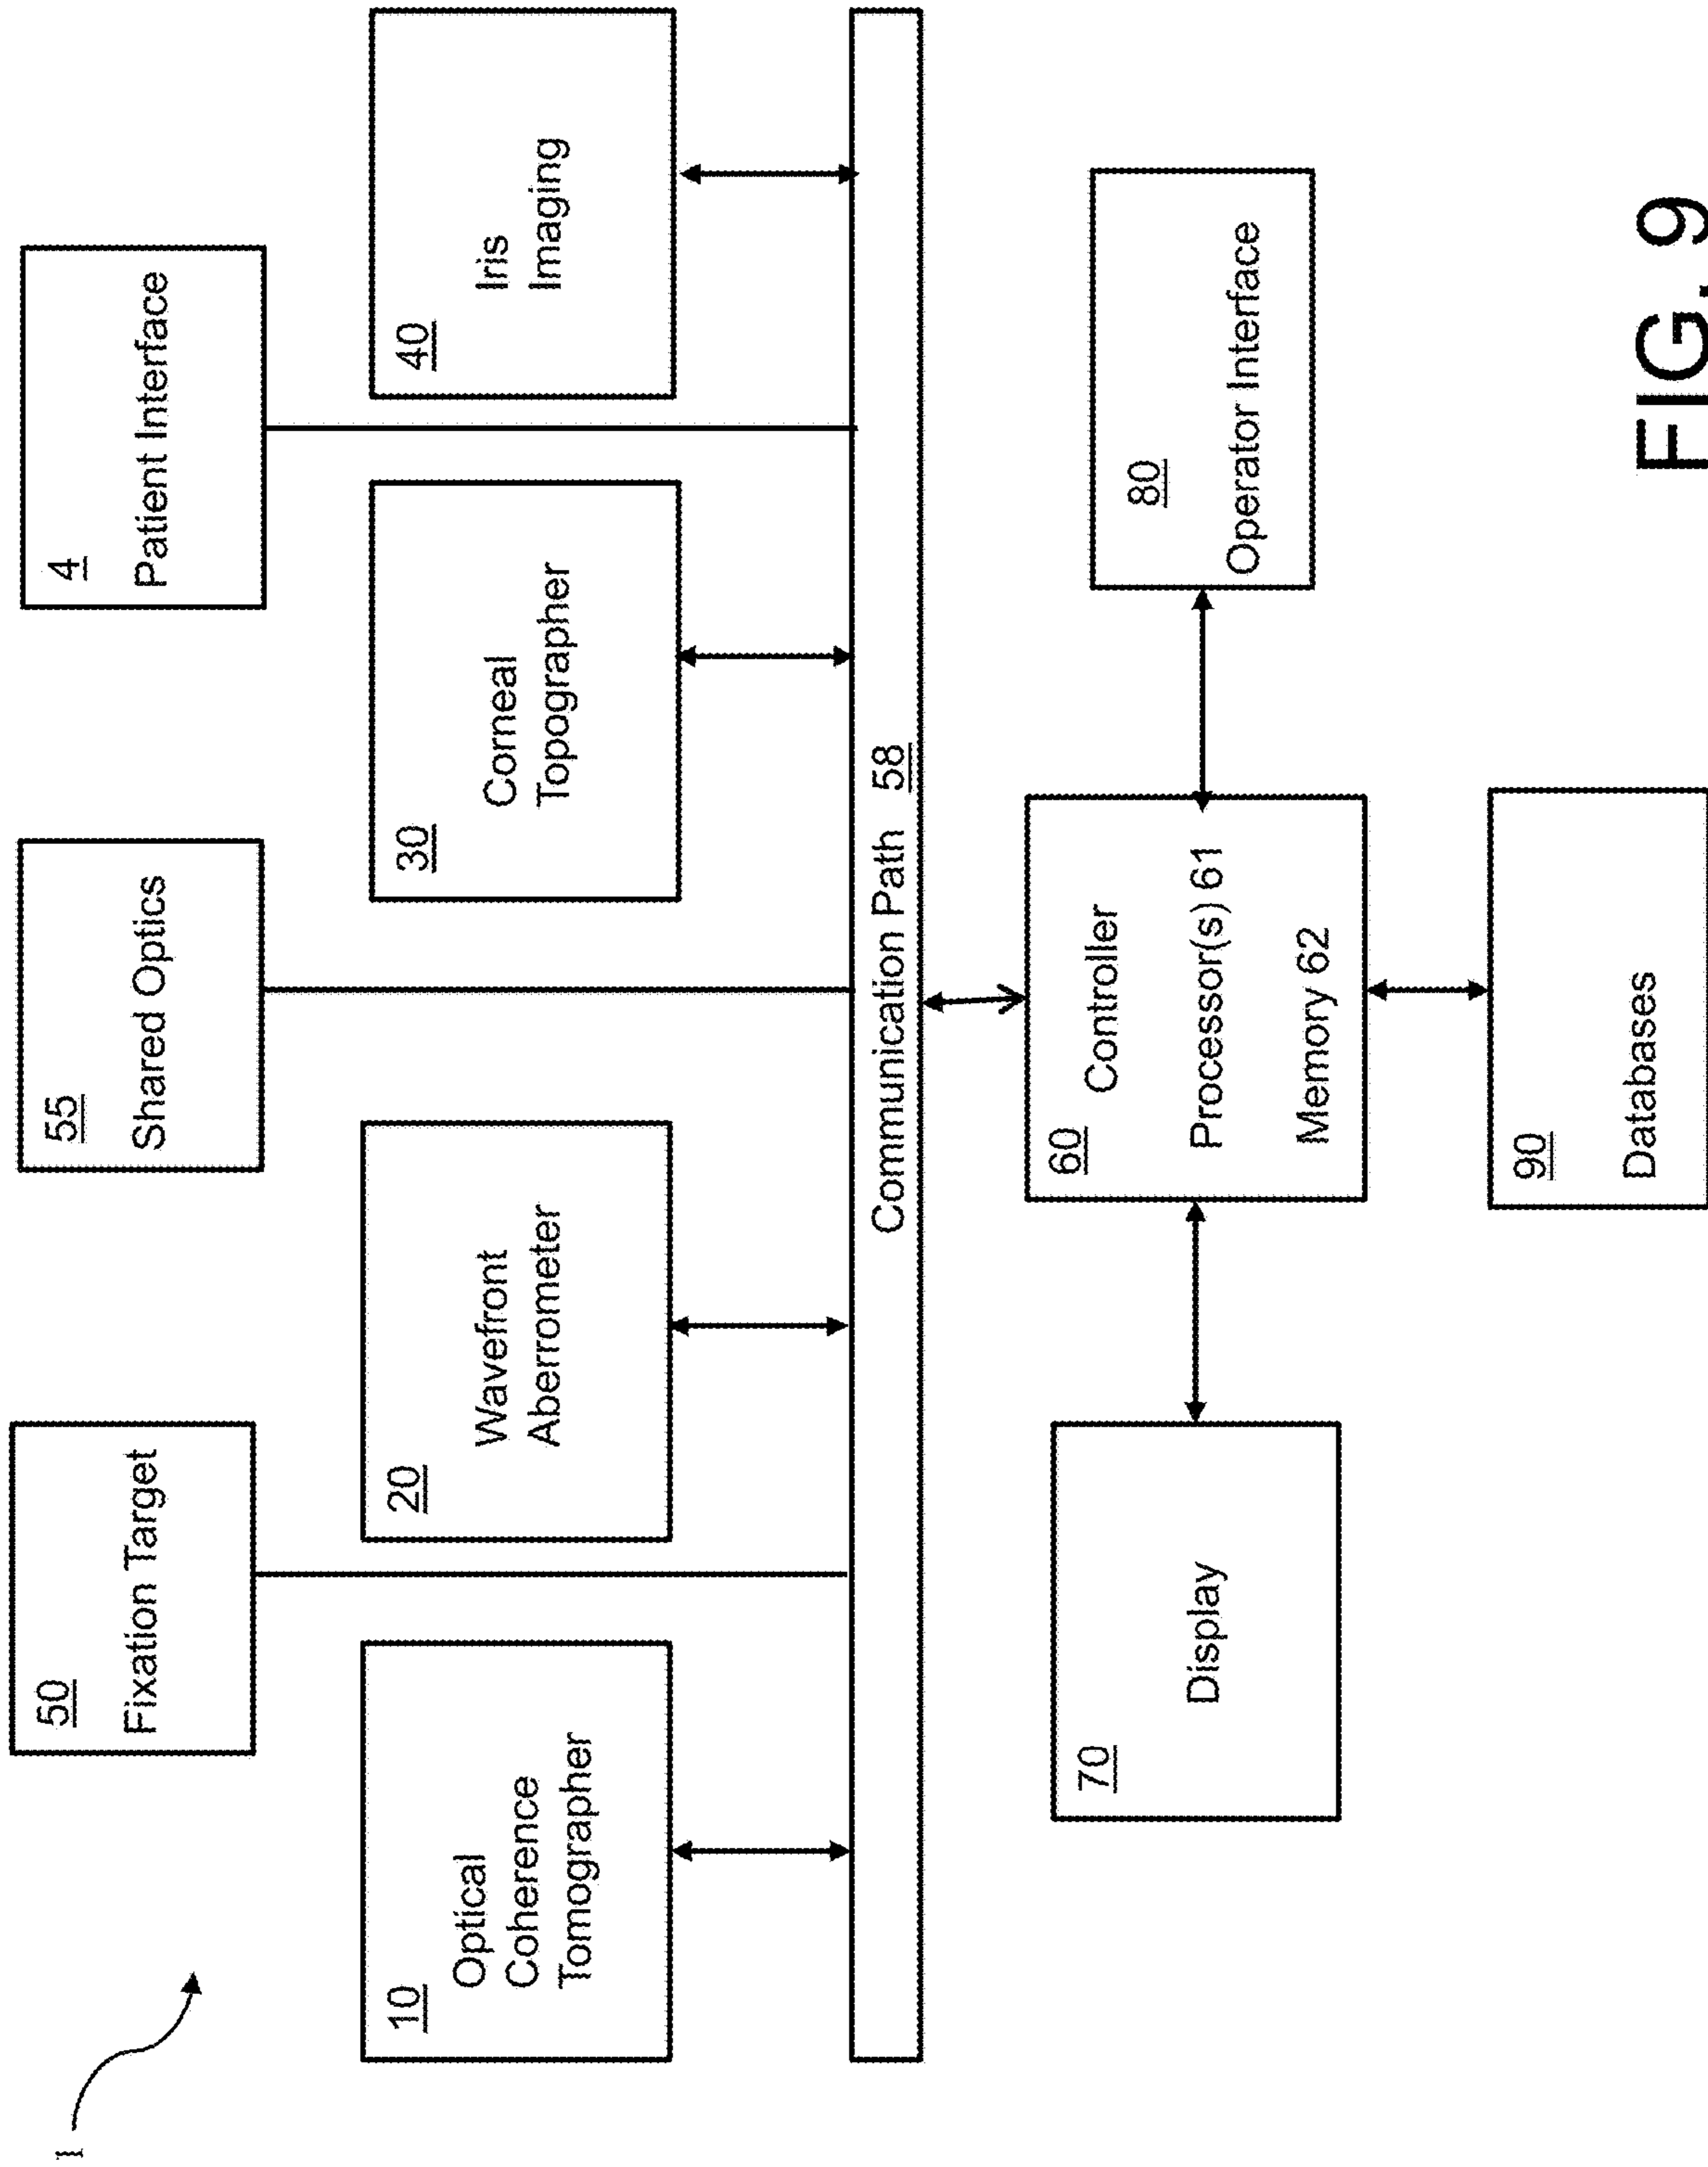 1
50
Fixation Target
55
Shared Optics
4
Patient Interface
10
Optical
Coherence
Tomographer
20
Wavefront
Aberrometer
30
Corneal
Topographer
40
Iris
Imaging
Communication Path 58
70
Display
60
Controller
Processor(s) 61
Memory 62
80
Operator Interface
90
Databases
FIG. 9